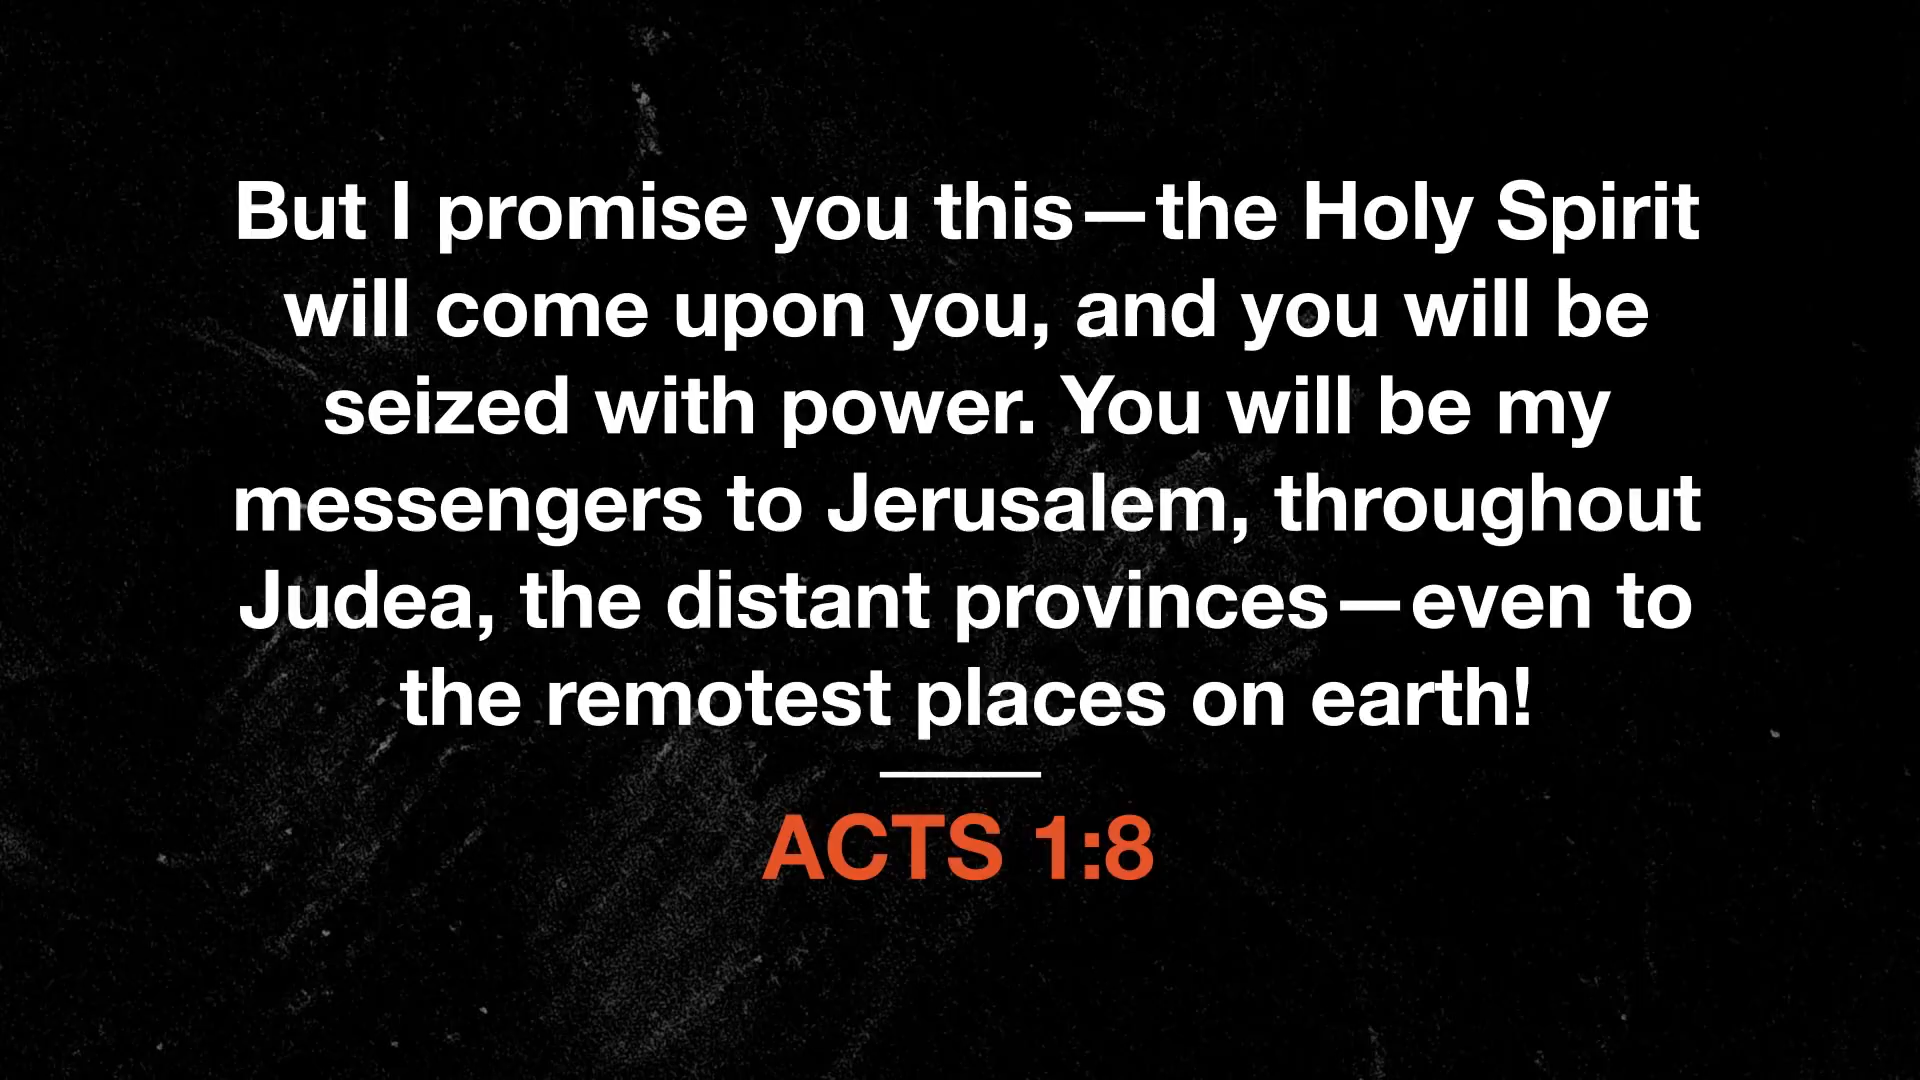 But I promise you this—the Holy Spirit
will come upon you, and you will be
seized with power. You will be my
messengers to Jerusalem, throughout
Judea, the distant provinces—even to
the remotest places on earth!
ACTS 1:8